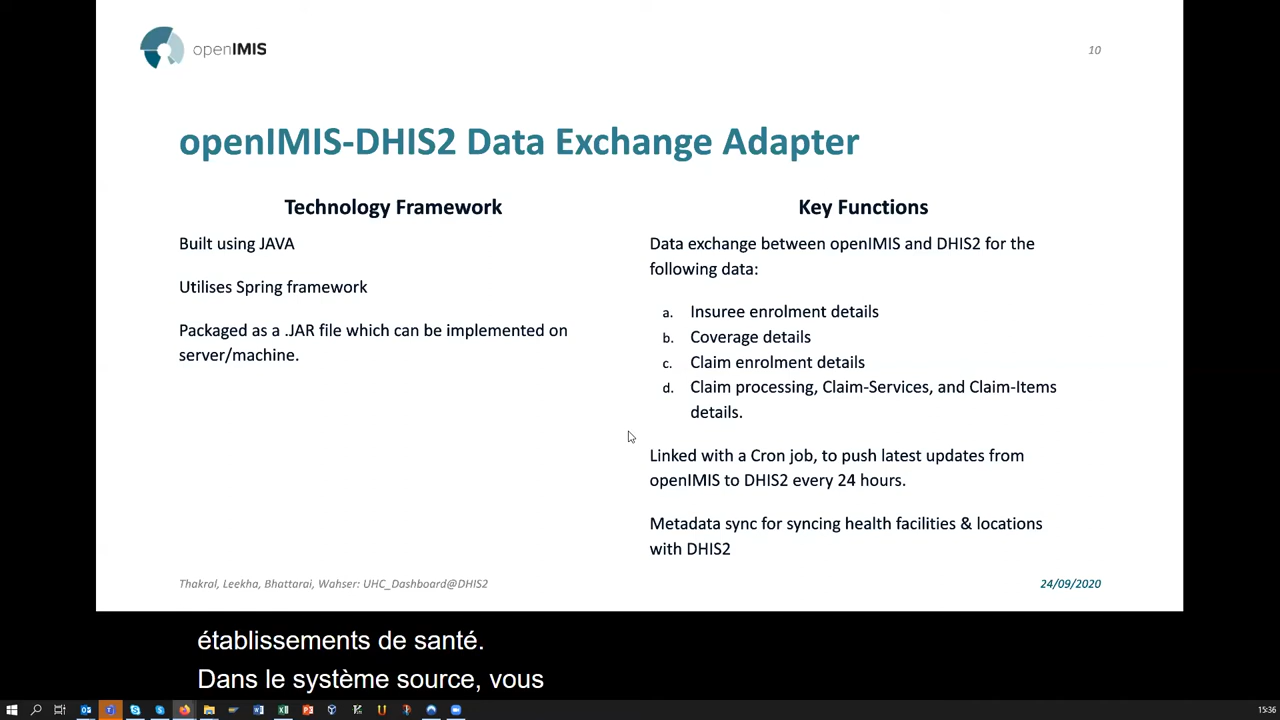 openIMIS
10
openIMIS-DHIS2 Data Exchange Adapter
Technology Framework
Built using JAVA
Utilises Spring framework
Packaged as a .JAR file which can be implemented on
server/machine.
Key Functions
Data exchange between openIMIS and DHIS2 for the
following data:
a. Insuree enrolment details
b. Coverage details
c. Claim enrolment details
d. Claim processing, Claim-Services, and Claim-Items
details.
Linked with a Cron job, to push latest updates from
openIMIS to DHIS2 every 24 hours.
Metadata sync for syncing health facilities & locations
with DHIS2
Thakral, Leekha, Bhattarai, Wahser: UHC_Dashboard@DHIS2
24/09/2020
établissements de santé.
Dans le système source, vous
15:36